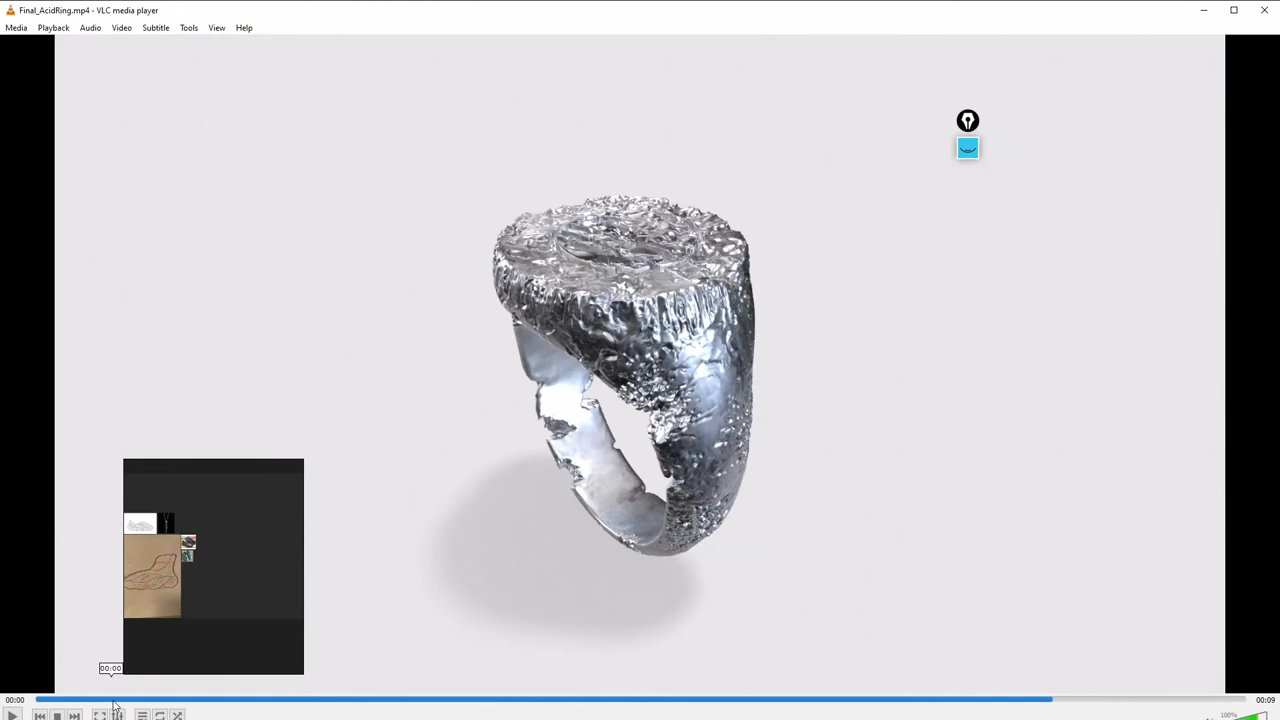 Final_AcidRing.mp4 - VLC media player
Media Playback Audio Video Subtitle Tools View Help
00:00
00:00
00:09
100%